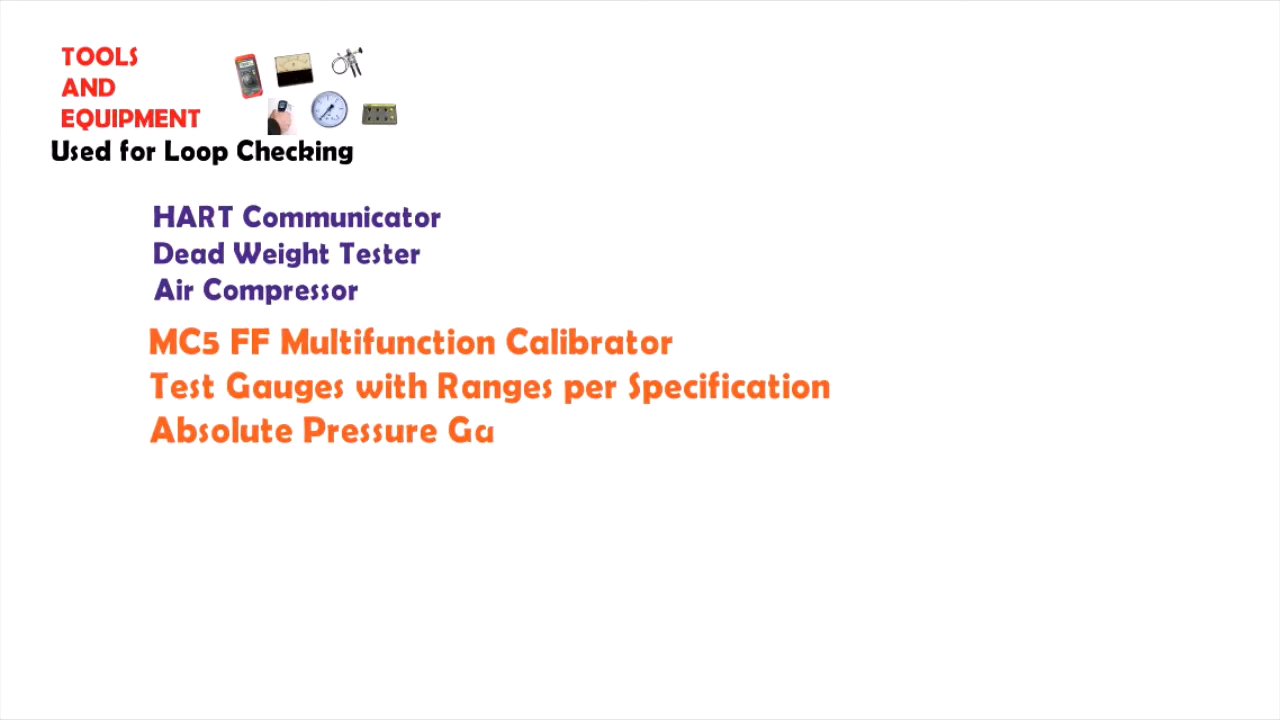 TOOLS
AND
EQUIPMENT
Used for Loop Checking
HART Communicator
Dead Weight Tester
Air Compressor
MC5 FF Multifunction Calibrator
Test Gauges with Ranges per Specification
Absolute Pressure Ga